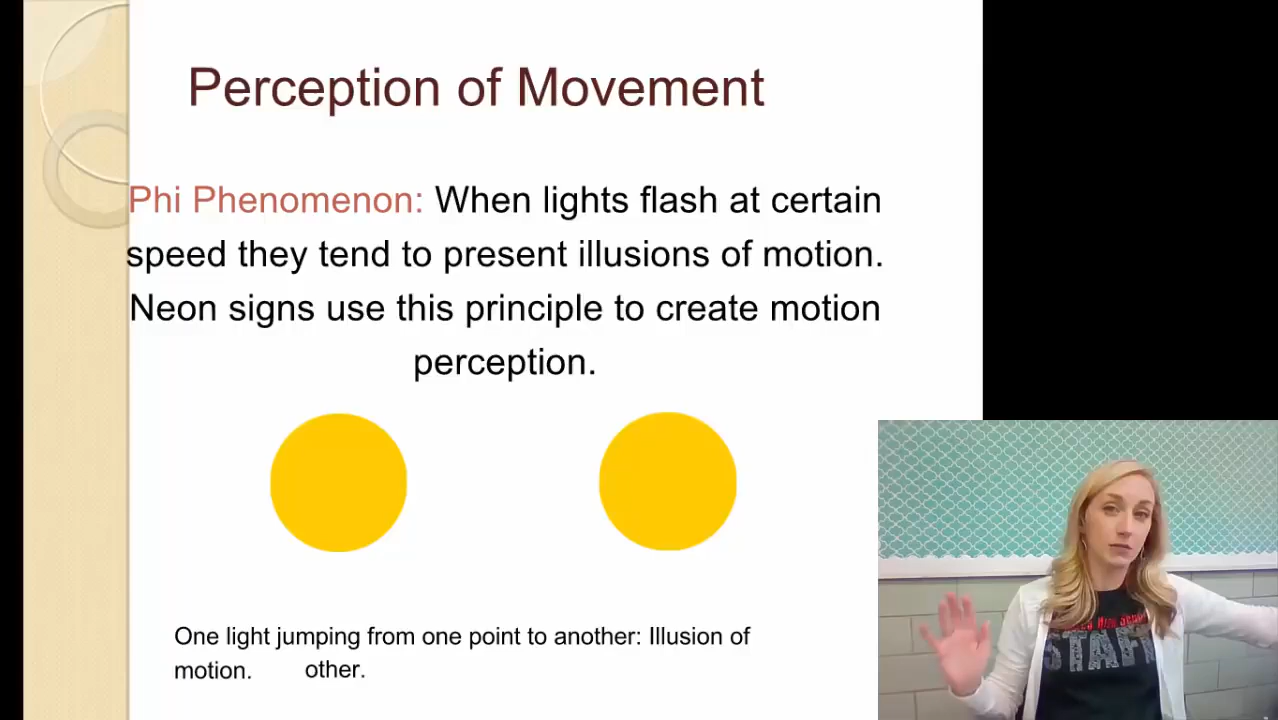 Perception of Movement
Phi Phenomenon: When lights flash at certain
speed they tend to present illusions of motion.
Neon signs use this principle to create motion
perception.
One light jumping from one point to another: Illusion of
motion. other.
STAFF